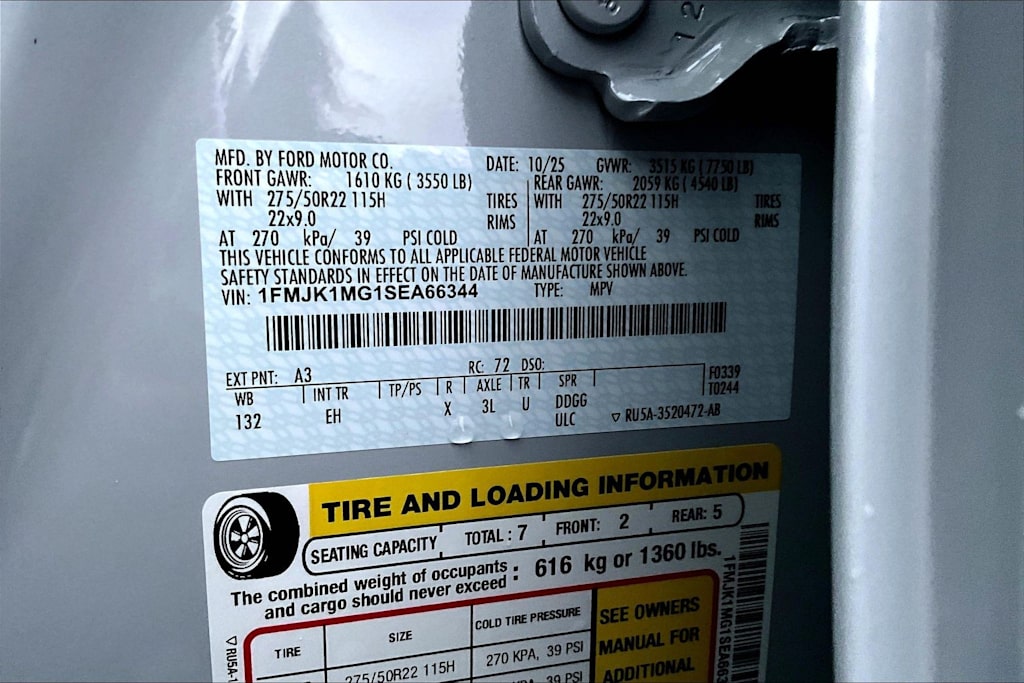 12
MFD. BY FORD MOTOR CO. DATE: 10/25 GVWR: 3515 KG ( 7750 LB)
FRONT GAWR: 1610 KG ( 3550 LB) REAR GAWR: 2059 KG ( 4540 LB)
WITH 275/50R22 115H TIRES WITH 275/50R22 115H TIRES
22x9.0 RIMS 22x9.0 RIMS
AT 270 kPa/ 39 PSI COLD AT 270 kPa/ 39 PSI COLD
THIS VEHICLE CONFORMS TO ALL APPLICABLE FEDERAL MOTOR VEHICLE
SAFETY STANDARDS IN EFFECT ON THE DATE OF MANUFACTURE SHOWN ABOVE.
VIN: 1FMJK1MG1SEA66344 TYPE: MPV
EXT PNT: A3 RC: 72 DSO: F0339
WB INT TR TP/PS R AXLE TR SPR T0244
132 EH X 3L U DDGG
ULC ▽ RU5A-3520472-AB
TIRE AND LOADING INFORMATION
SEATING CAPACITY TOTAL : 7 FRONT: 2 REAR: 5
The combined weight of occupants
and cargo should never exceed : 616 kg or 1360 lbs.
TIRE SIZE COLD TIRE PRESSURE SEE OWNERS
MANUAL FOR
275/50R22 115H 270 KPA, 39 PSI ADDITIONAL
KPA, 39 PSI
▽ RU5A-1
1FMJK1MG1SEA663